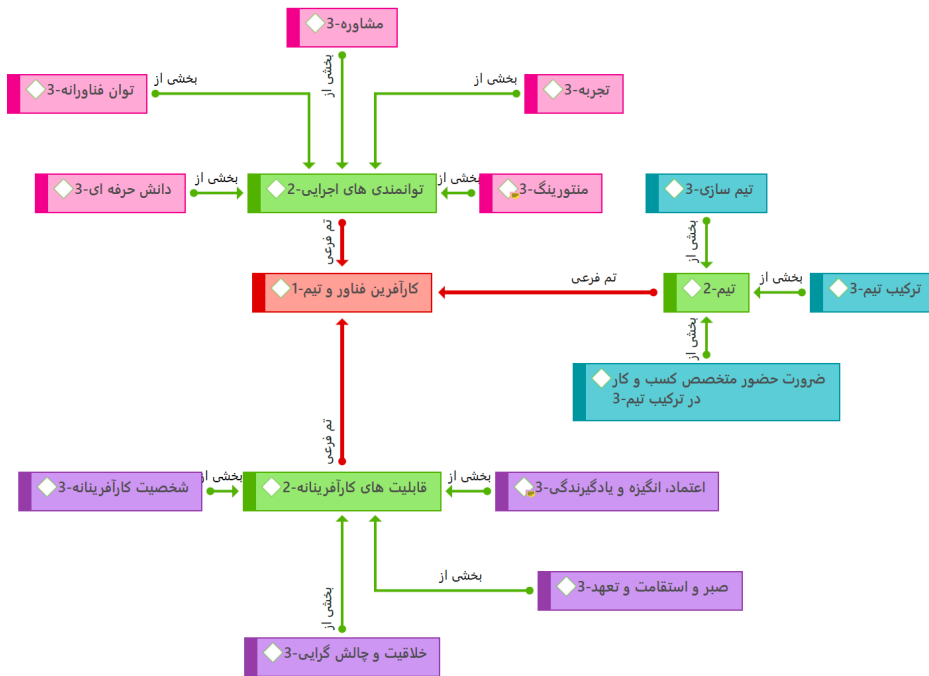 مشاوره-3
بخشی از
توان فناورانه-3
بخشی از
بخشی از
تجربه-3
دانش حرفه ای-3
بخشی از
توانمندی های اجرایی-2
بخشی از
منتورینگ-3
تیم سازی-3
بخشی از
تم فرعی
کارآفرین فناور و تیم-1
تم فرعی
تیم-2
بخشی از
ترکیب تیم-3
بخشی از
ضرورت حضور متخصص کسب و کار
در ترکیب تیم-3
تم فرعی
شخصیت کارآفرینانه-3
بخشی از
قابلیت های کارآفرینانه-2
بخشی از
اعتماد، انگیزه و یادگیرندگی-3
بخشی از
صبر و استقامت و تعهد-3
بخشی از
خلاقیت و چالش گرایی-3